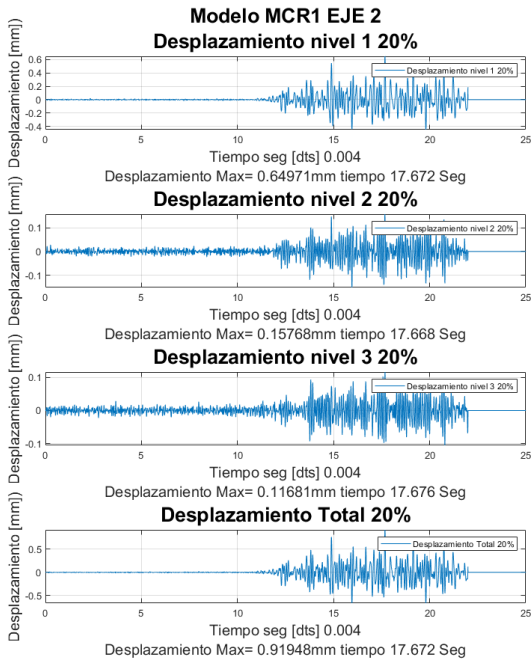 Modelo MCR1 EJE 2
Desplazamiento nivel 1 20%
Desplazamiento [mm])
0.6
0.4
0.2
0
-0.2
-0.4
Desplazamiento nivel 1 20%
0 5 10 15 20 25
Tiempo seg [dts] 0.004
Desplazamiento Max= 0.64971mm tiempo 17.672 Seg
Desplazamiento nivel 2 20%
Desplazamiento [mm])
0.1
0
-0.1
Desplazamiento nivel 2 20%
0 5 10 15 20 25
Tiempo seg [dts] 0.004
Desplazamiento Max= 0.15768mm tiempo 17.668 Seg
Desplazamiento nivel 3 20%
Desplazamiento [mm])
0.1
0
-0.1
Desplazamiento nivel 3 20%
0 5 10 15 20 25
Tiempo seg [dts] 0.004
Desplazamiento Max= 0.11681mm tiempo 17.676 Seg
Desplazamiento Total 20%
Desplazamiento [mm])
0.5
0
-0.5
Desplazamiento Total 20%
0 5 10 15 20 25
Tiempo seg [dts] 0.004
Desplazamiento Max= 0.91948mm tiempo 17.672 Seg